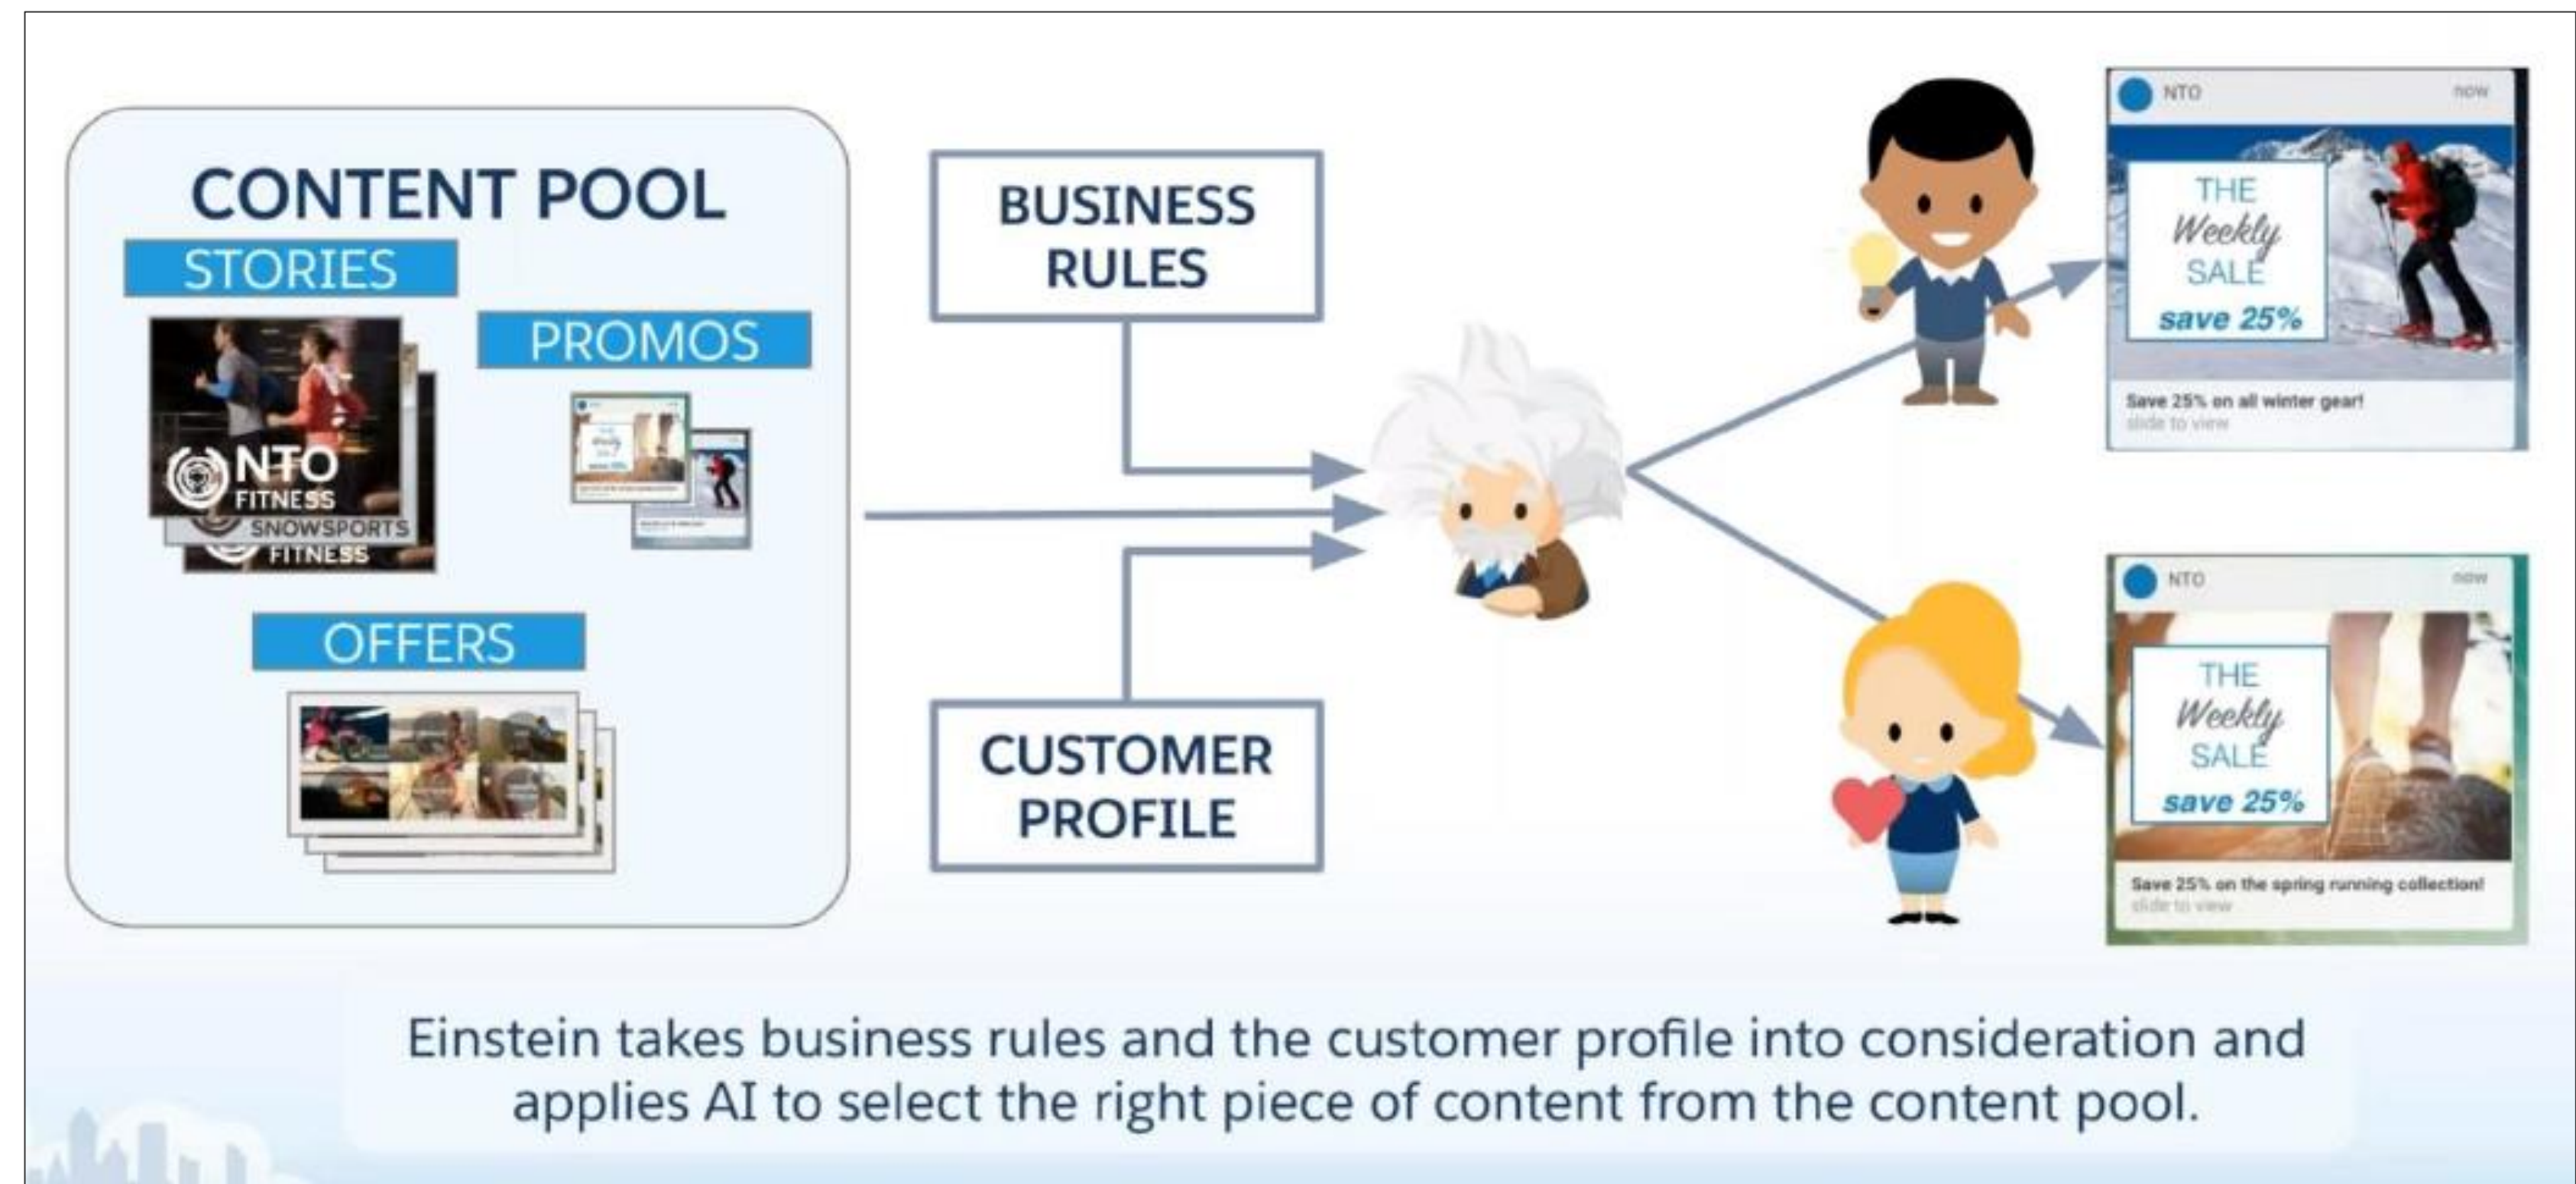 CONTENT POOL
STORIES
NTO
FITNESS
SNOWSPORTS
FITNESS
PROMOS
OFFERS
BUSINESS
RULES
CUSTOMER
PROFILE
NTO
now
THE
Weekly
SALE
save 25%
Save 25% on all winter gear!
slide to view
NTO
now
THE
Weekly
SALE
save 25%
Save 25% on the spring running collection!
slide to view
Einstein takes business rules and the customer profile into consideration and
applies AI to select the right piece of content from the content pool.